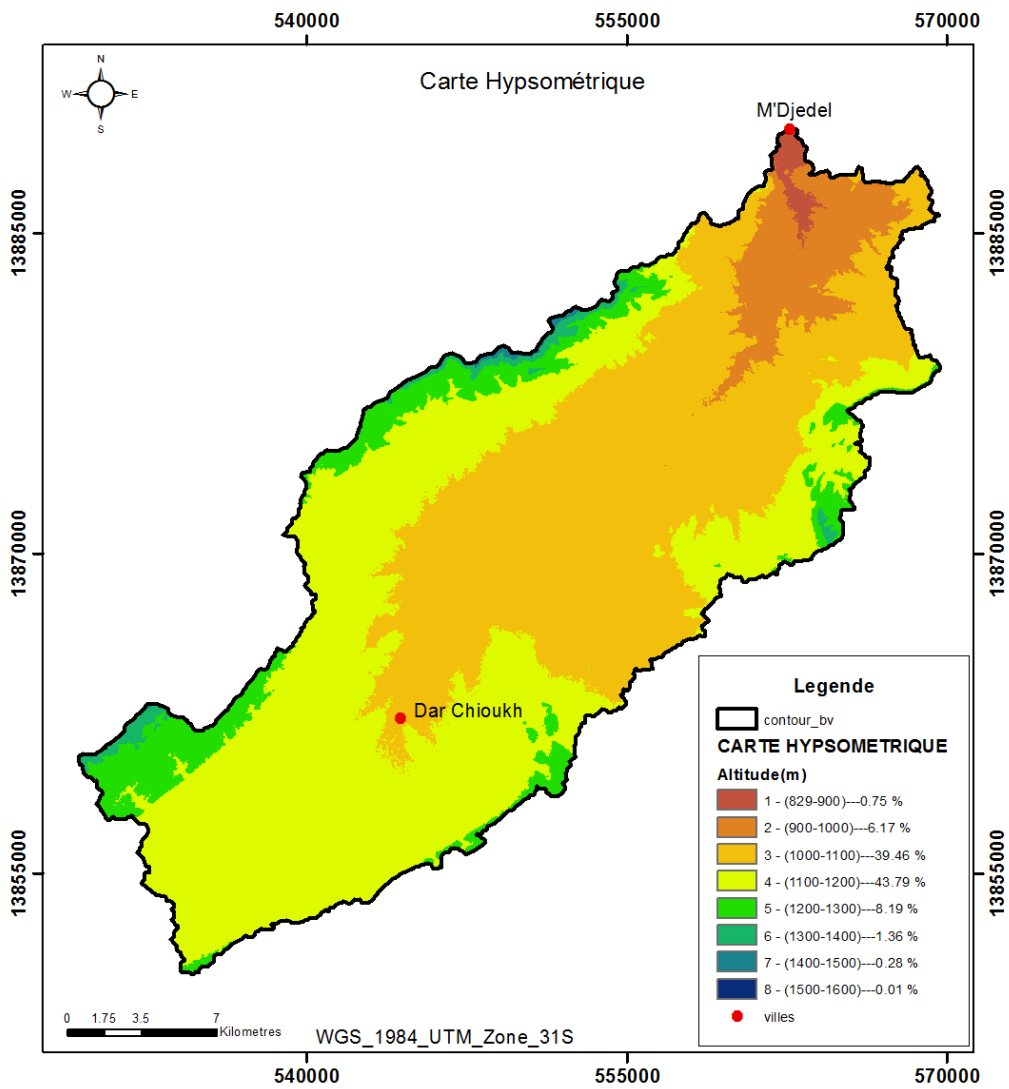 540000 555000 570000
Carte Hypsométrique
N
W E
S
M'Djedel
13885000 13885000
13870000 13870000
Dar Chioukh
13855000 13855000
Legende
contour_bv
CARTE HYPSOMETRIQUE
Altitude(m)
1 - (829-900)---0.75 %
2 - (900-1000)---6.17 %
3 - (1000-1100)---39.46 %
4 - (1100-1200)---43.79 %
5 - (1200-1300)---8.19 %
6 - (1300-1400)---1.36 %
7 - (1400-1500)---0.28 %
8 - (1500-1600)---0.01 %
villes
0 1.75 3.5 7
Kilometres
WGS_1984_UTM_Zone_31S
540000 555000 570000